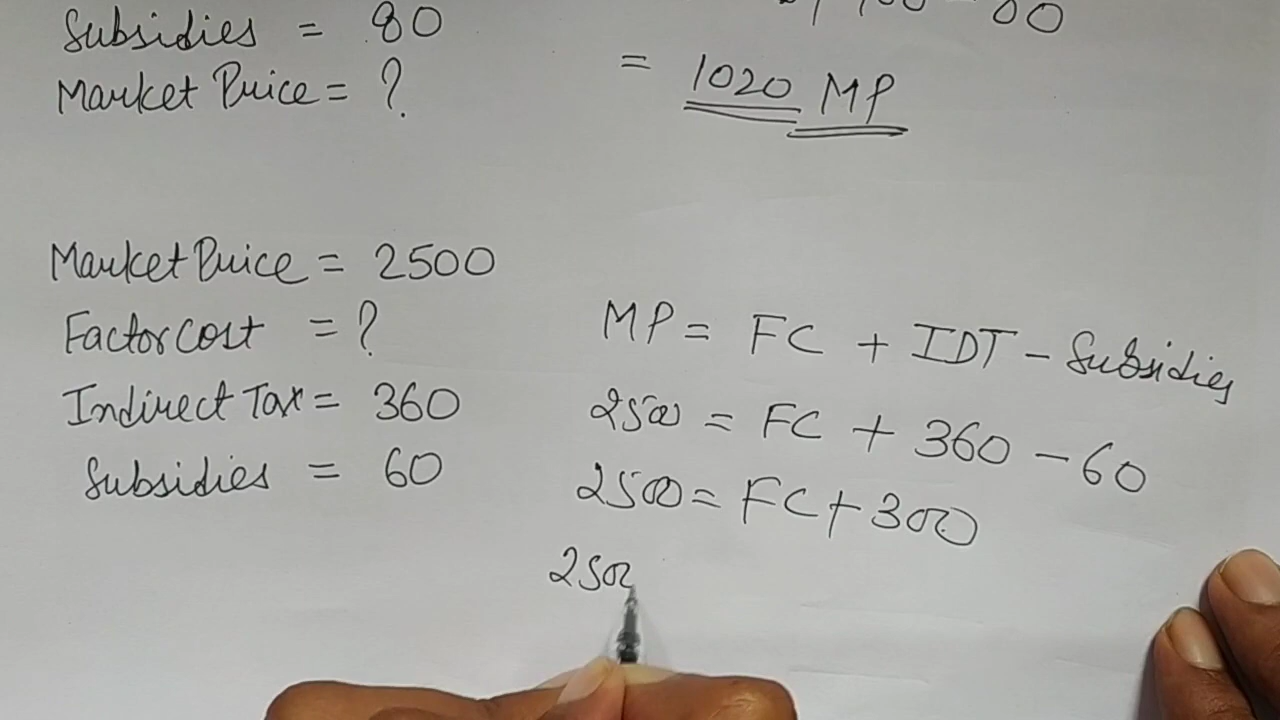 Subsidies = 80
Market Price = ?
= 1020 MP
Market Price = 2500
Factor Cost = ?
Indirect Tax = 360
Subsidies = 60
MP = FC + IDT - Subsidies
2500 = FC + 360 - 60
2500 = FC + 300
250